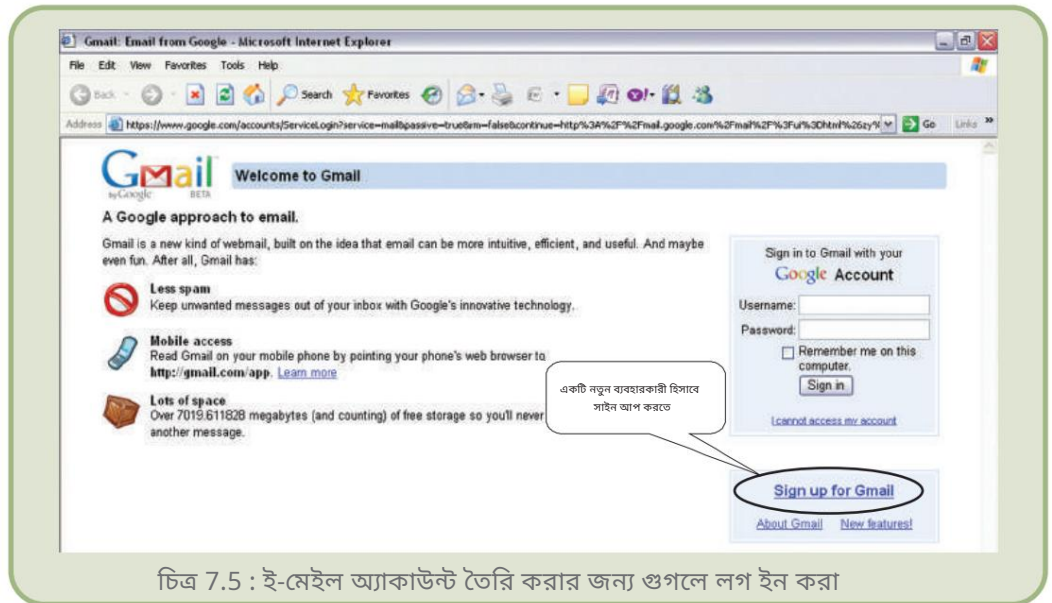 Gmail: Email from Google - Microsoft Internet Explorer
File Edit View Favorites Tools Help
Back Search Favorites
Address https://www.google.com/accounts/ServiceLogin?service=mail&passive=true&rm=false&continue=http%3A%2F%2Fmail.google.com%2Fmail%2F%3Fui%3Dhtml%26zy% Go Links »
Gmail by Google BETA
Welcome to Gmail
A Google approach to email.
Gmail is a new kind of webmail, built on the idea that email can be more intuitive, efficient, and useful. And maybe
even fun. After all, Gmail has:
Less spam
Keep unwanted messages out of your inbox with Google's innovative technology.
Mobile access
Read Gmail on your mobile phone by pointing your phone's web browser to
http://gmail.com/app. Learn more
Lots of space
Over 7019.611828 megabytes (and counting) of free storage so you'll never
another message.
Sign in to Gmail with your
Google Account
Username:
Password:
Remember me on this
computer.
Sign in
I cannot access my account
একটি নতুন ব্যবহারকারী হিসাবে
সাইন আপ করতে
Sign up for Gmail
About Gmail New features!
চিত্র 7.5 : ই-মেইল অ্যাকাউন্ট তৈরি করার জন্য গুগলে লগ ইন করা